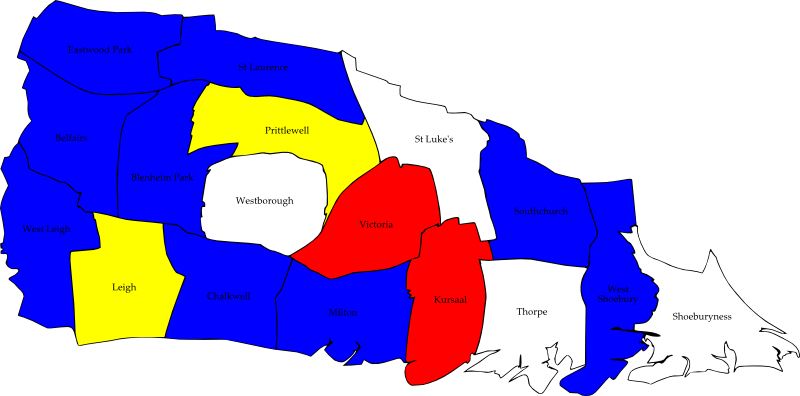 Eastwood Park
St Laurence
Prittlewell
St Luke's
Belfairs
Blenheim Park
Westborough
Southchurch
Victoria
West Leigh
Leigh
Chalkwell
Milton
Kursaal
Thorpe
West
Shoebury
Shoeburyness